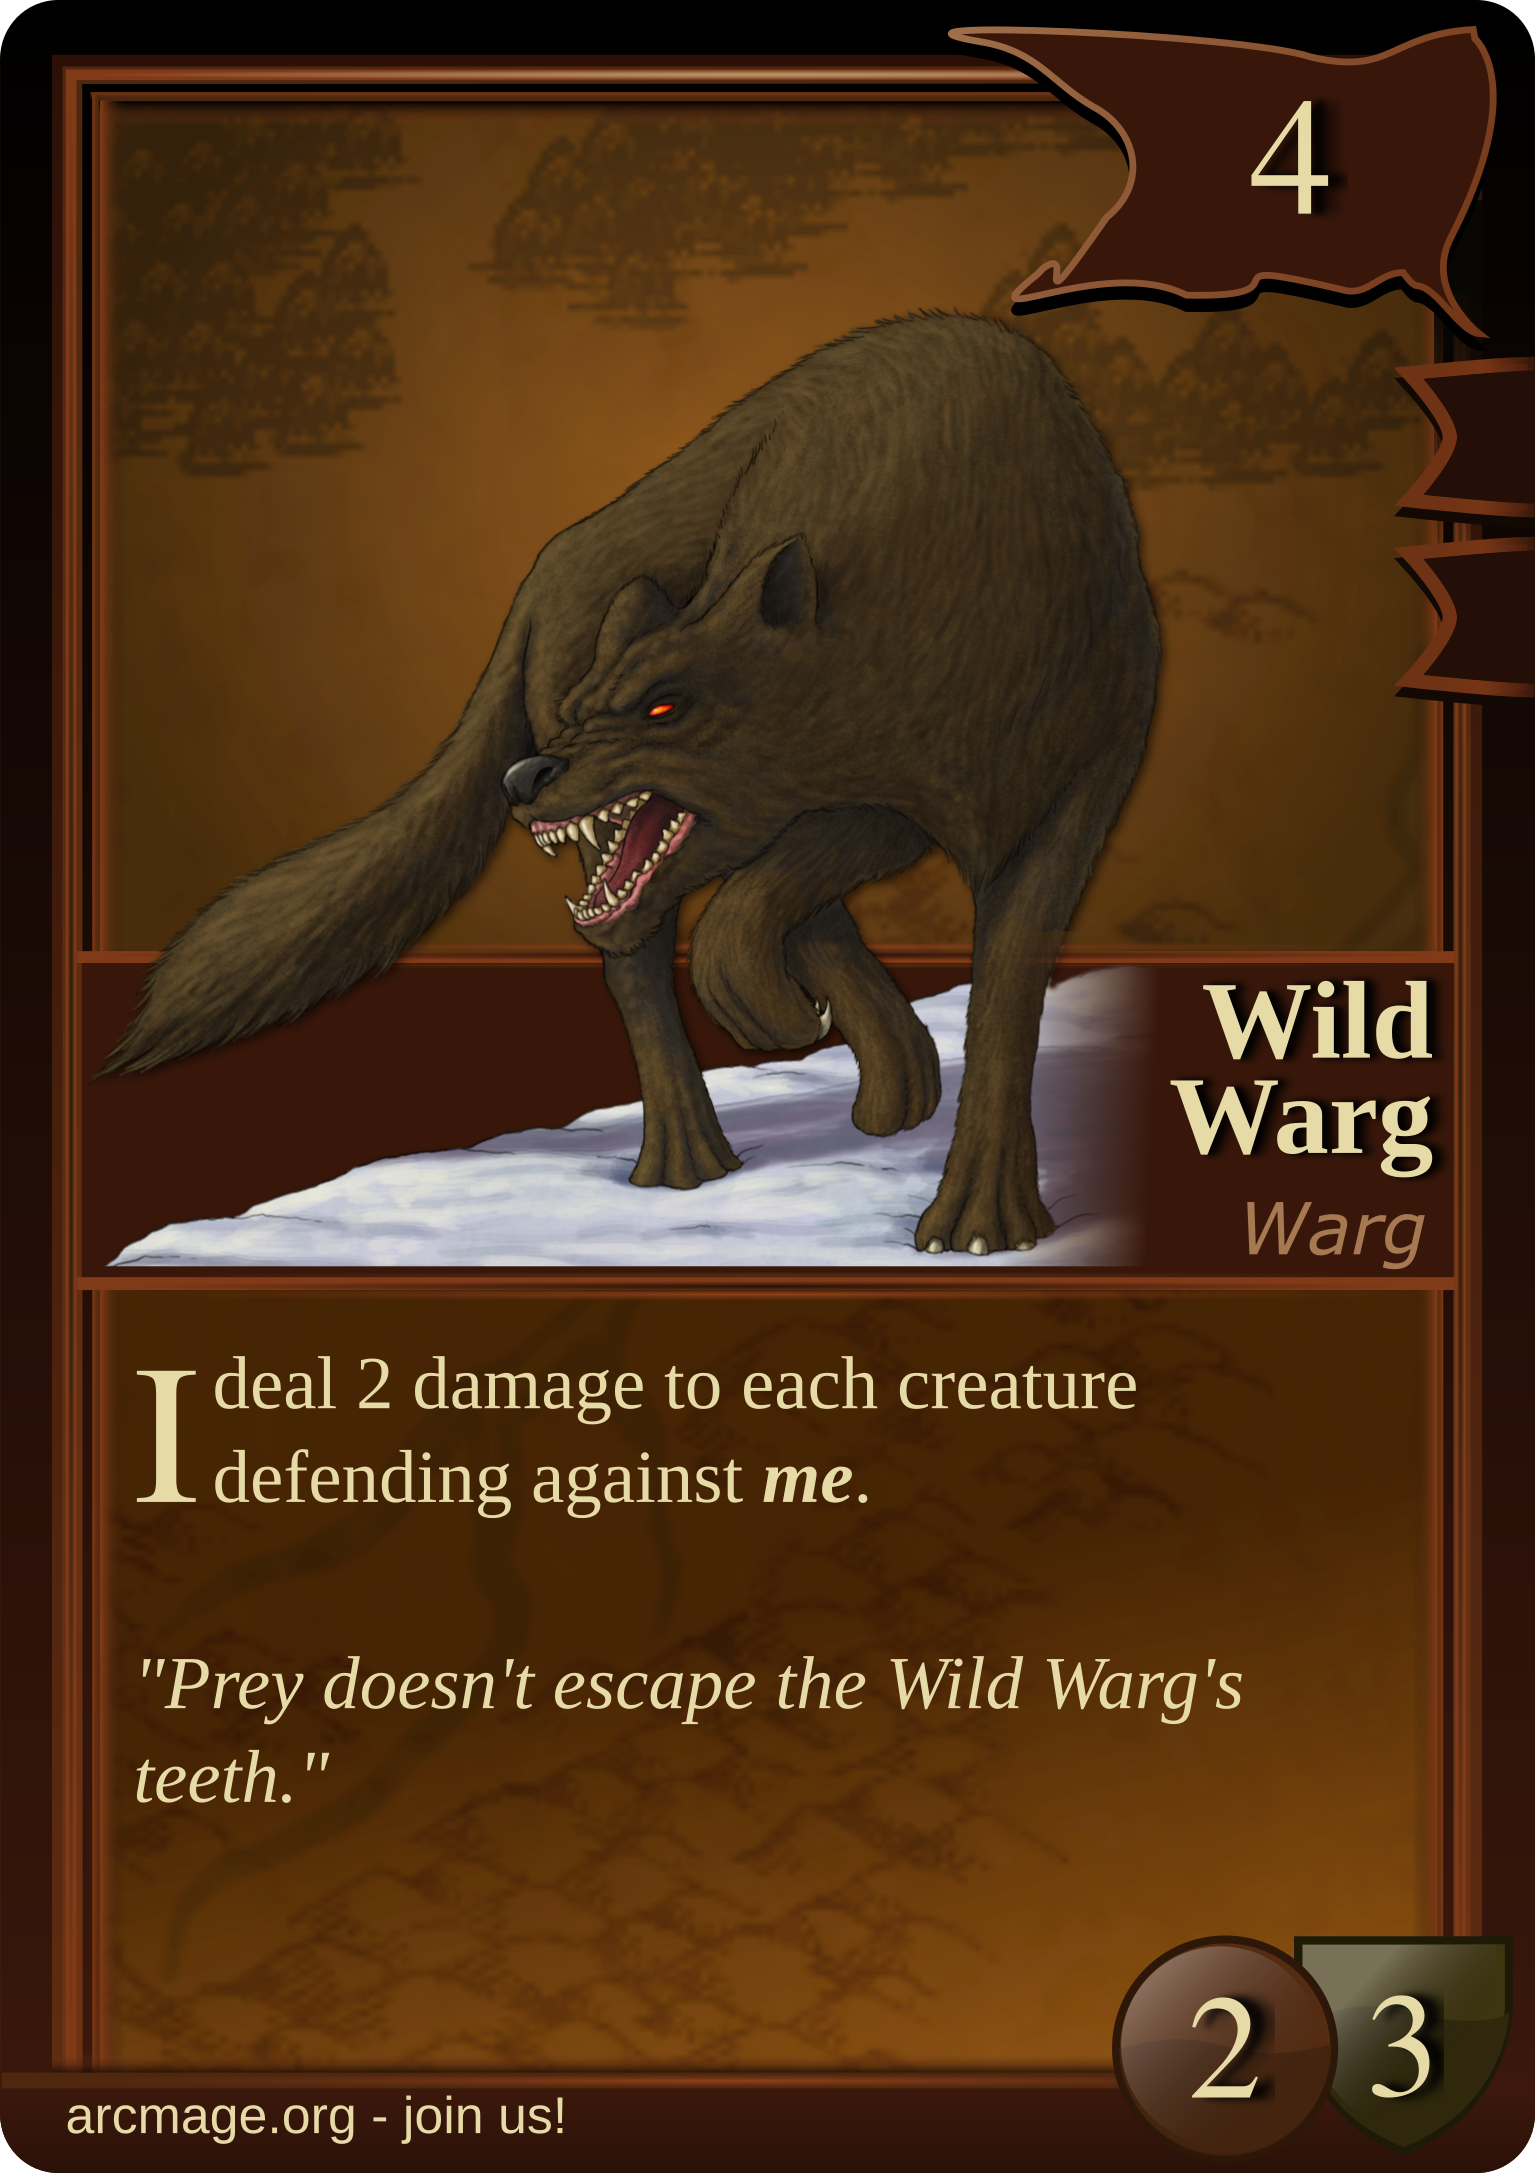 4
Wild
Warg
Warg
I deal 2 damage to each creature
defending against me.
"Prey doesn't escape the Wild Warg's
teeth."
2 3
arcmage.org - join us!